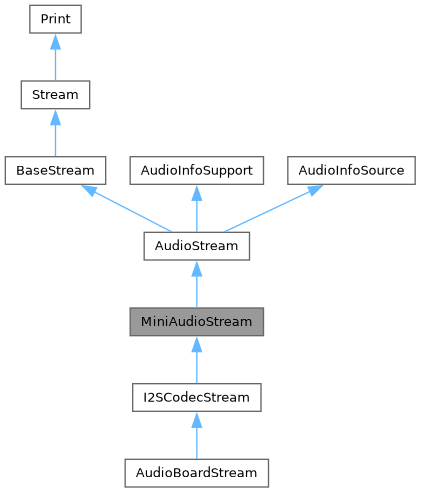 Print
Stream
BaseStream
AudioInfoSupport
AudioInfoSource
AudioStream
MiniAudioStream
I2SCodecStream
AudioBoardStream